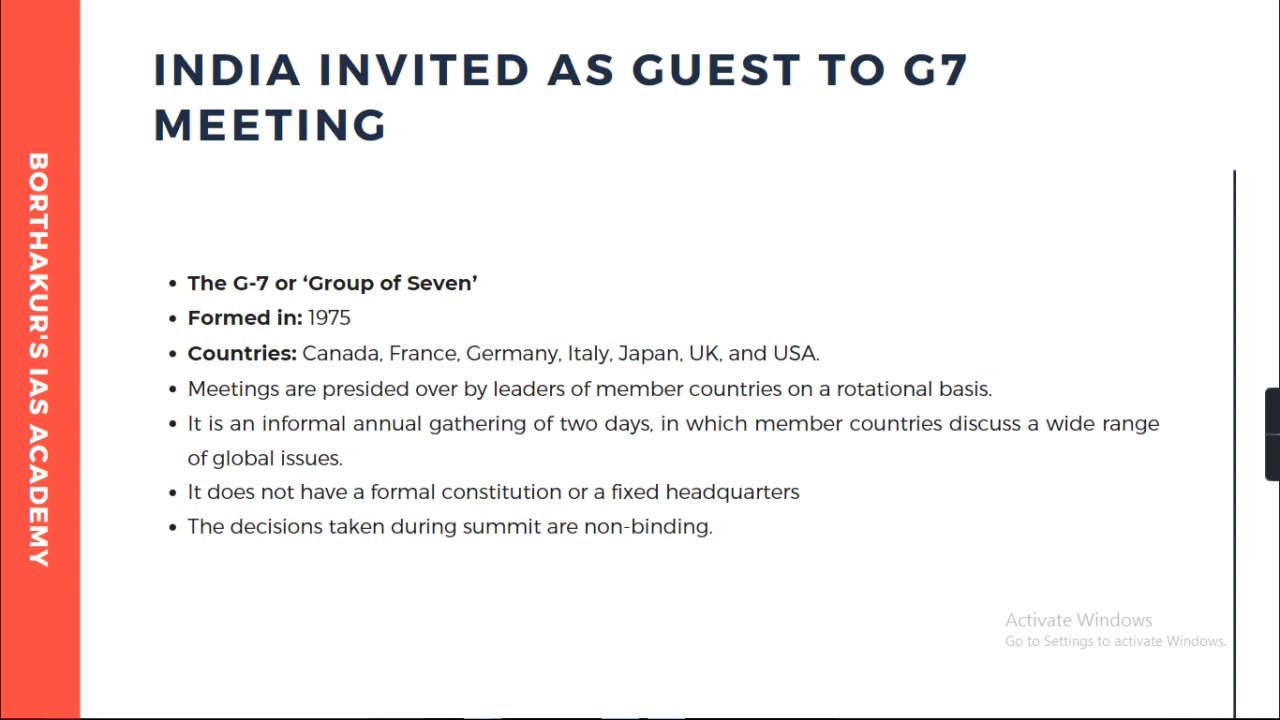 INDIA INVITED AS GUEST TO G7
MEETING
BORTHAKUR'S IAS ACADEMY
• The G-7 or ‘Group of Seven’
• Formed in: 1975
• Countries: Canada, France, Germany, Italy, Japan, UK, and USA.
• Meetings are presided over by leaders of member countries on a rotational basis.
• It is an informal annual gathering of two days, in which member countries discuss a wide range
of global issues.
• It does not have a formal constitution or a fixed headquarters
• The decisions taken during summit are non-binding.
Activate Windows
Go to Settings to activate Windows.